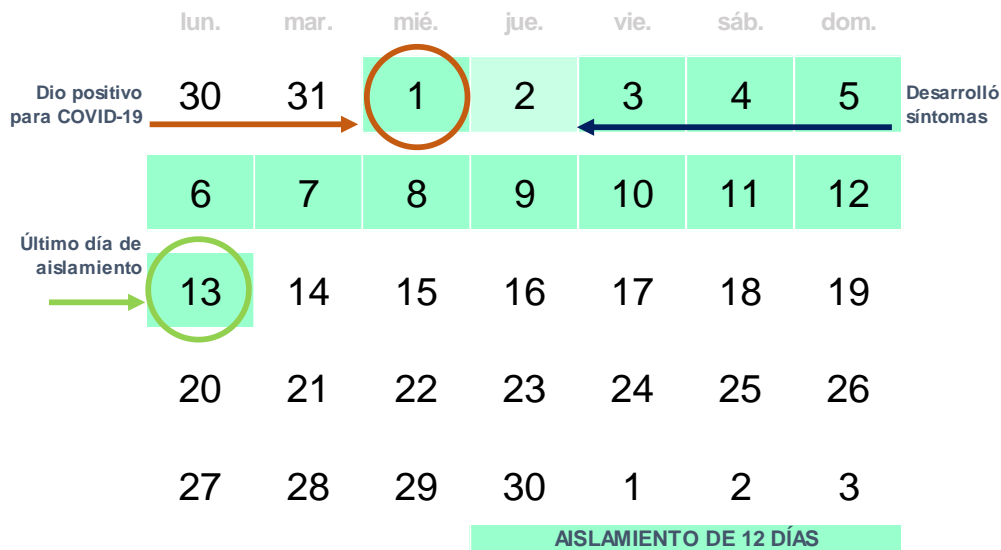 lun. mar. mié. jue. vie. sáb. dom.
Dio positivo
para COVID-19
30 31 1 2 3 4 5
Desarrolló
síntomas
6 7 8 9 10 11 12
Último día de
aislamiento
13 14 15 16 17 18 19
20 21 22 23 24 25 26
27 28 29 30 1 2 3
AISLAMIENTO DE 12 DÍAS